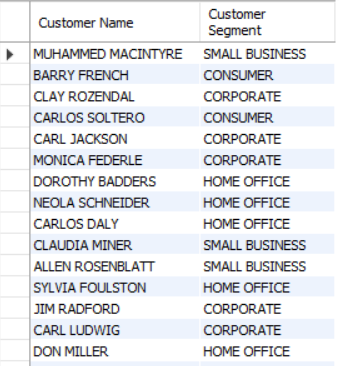 Customer Name Customer Segment
MUHAMMED MACINTYRE SMALL BUSINESS
BARRY FRENCH CONSUMER
CLAY ROZENDAL CORPORATE
CARLOS SOLTERO CONSUMER
CARL JACKSON CORPORATE
MONICA FEDERLE CORPORATE
DOROTHY BADDERS HOME OFFICE
NEOLA SCHNEIDER HOME OFFICE
CARLOS DALY HOME OFFICE
CLAUDIA MINER SMALL BUSINESS
ALLEN ROSENBLATT SMALL BUSINESS
SYLVIA FOULSTON HOME OFFICE
JIM RADFORD CORPORATE
CARL LUDWIG CORPORATE
DON MILLER HOME OFFICE